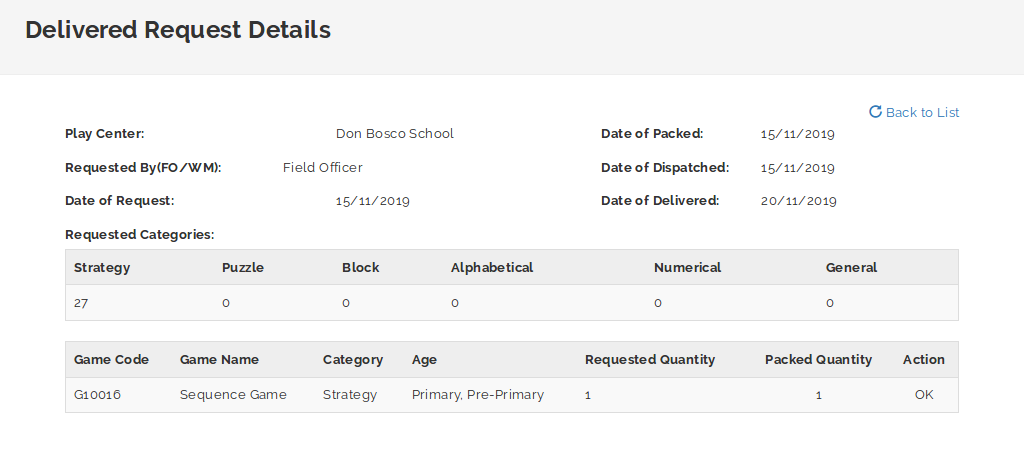 Delivered Request Details
Back to List
Play Center: Don Bosco School Date of Packed: 15/11/2019
Requested By(FO/WM): Field Officer Date of Dispatched: 15/11/2019
Date of Request: 15/11/2019 Date of Delivered: 20/11/2019
Requested Categories:
Strategy Puzzle Block Alphabetical Numerical General
27 0 0 0 0 0
Game Code Game Name Category Age Requested Quantity Packed Quantity Action
G10016 Sequence Game Strategy Primary, Pre-Primary 1 1 OK